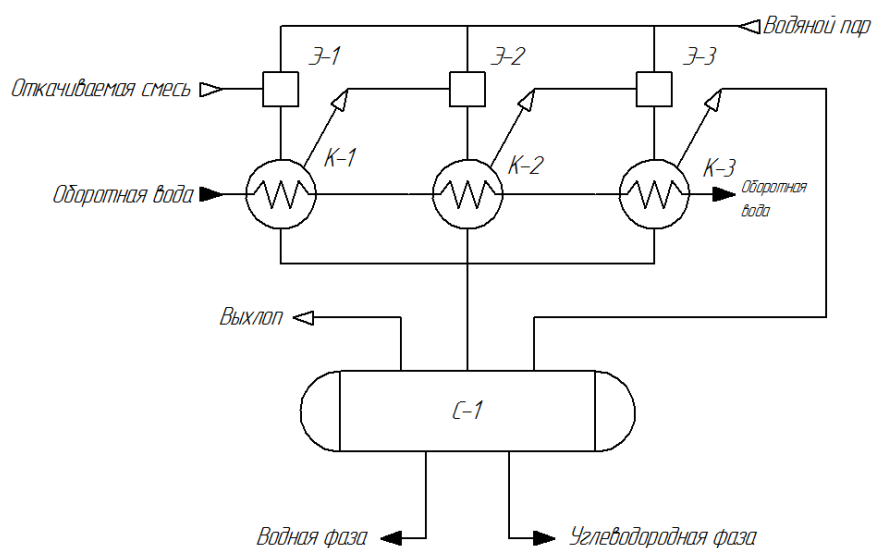 Водяной пар
Э-1
Э-2
Э-3
Откачиваемая смесь
К-1
К-2
К-3
Оборотная вода
Оборотная
вода
Выхлоп
С-1
Водная фаза
Углеводородная фаза